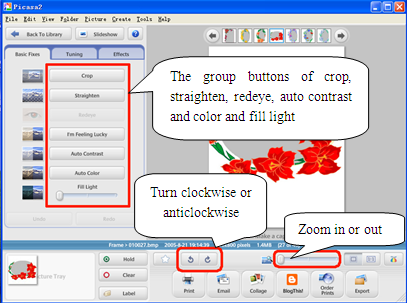 Picasa2
File Edit View Folder Picture Create Tools Help
Back To Library
Slideshow
Basic Fixes
Tuning
Effects
Crop
Straighten
Redeye
I'm Feeling Lucky
Auto Contrast
Auto Color
Fill Light
Undo
Redo
The group buttons of crop,
straighten, redeye, auto contrast
and color and fill light
Turn clockwise or
anticlockwise
Zoom in or out
Frame > 010027.bmp 2005-8-21 19:14:39
pixels 1.4MB
Picture Tray
Hold
Clear
Label
Print
Email
Collage
BlogThis!
Order
Prints
Export